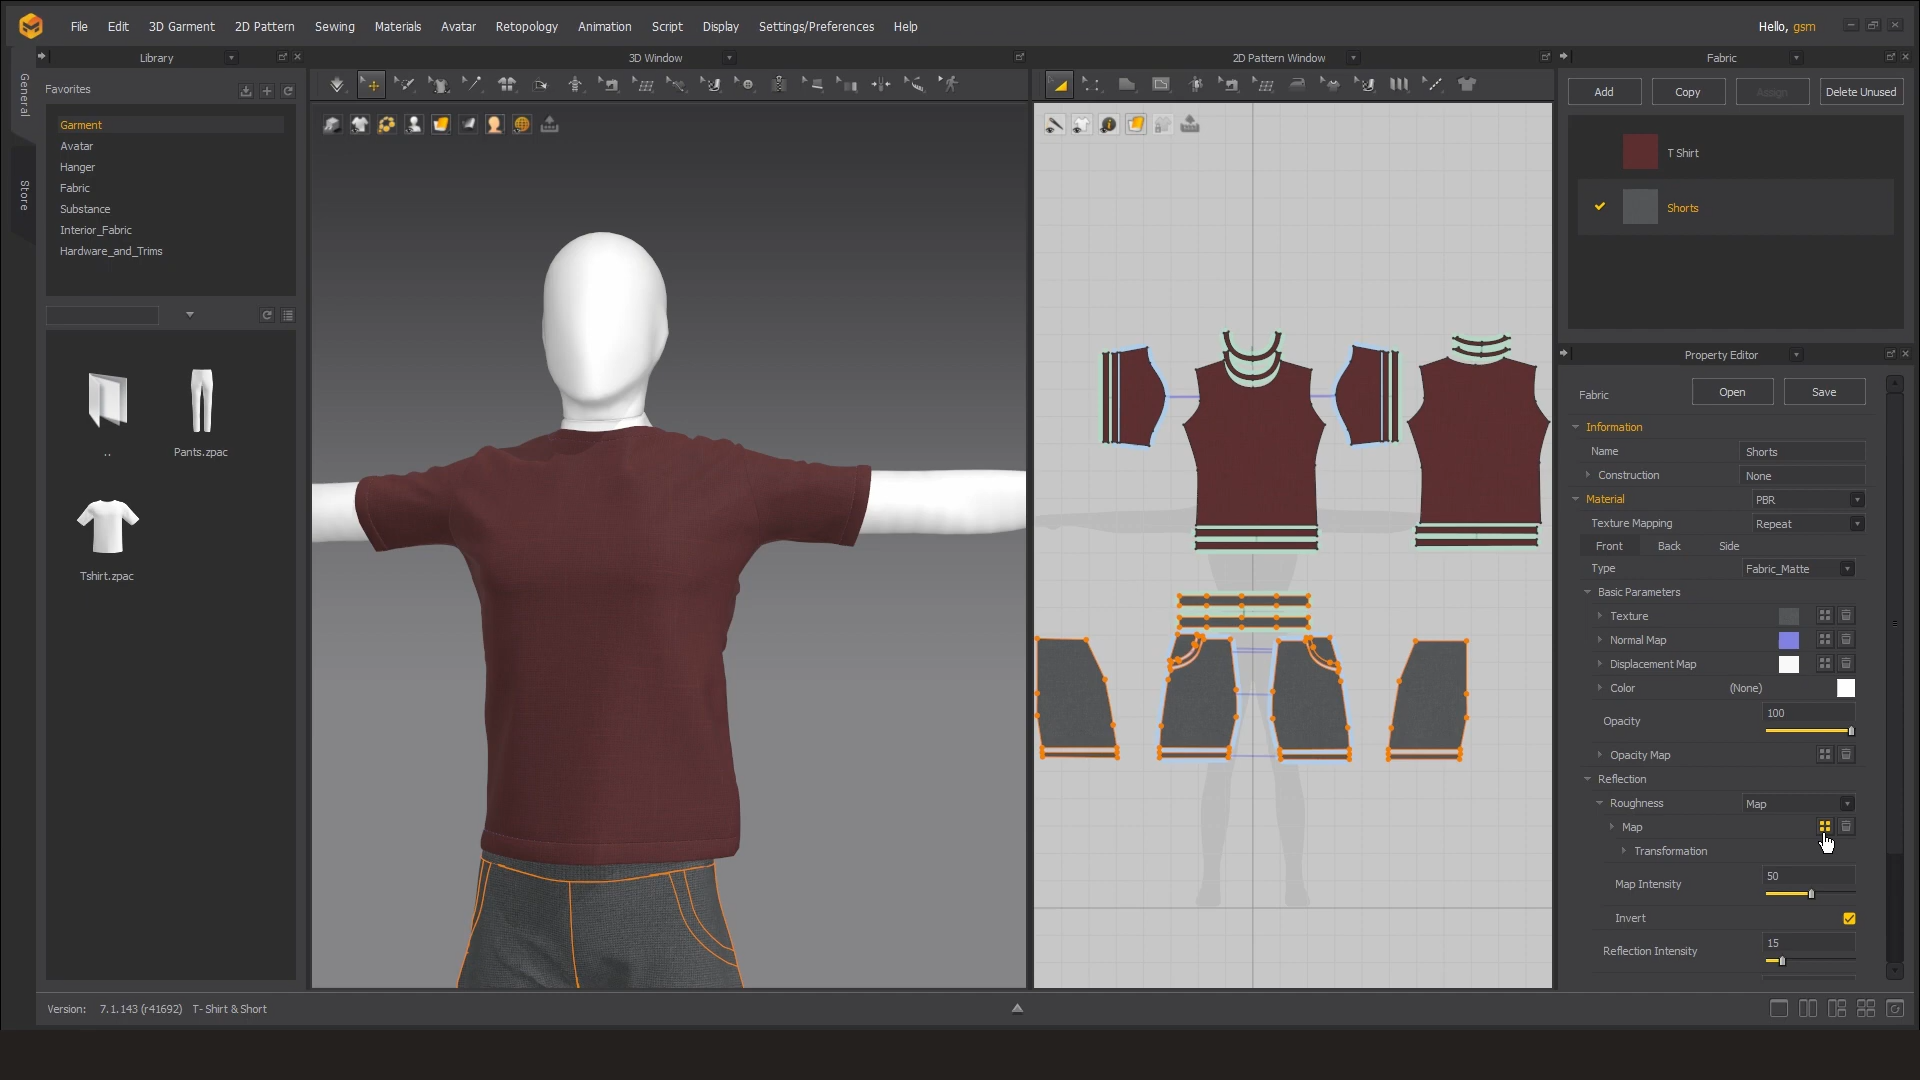 File Edit 3D Garment 2D Pattern Sewing Materials Avatar Retopology Animation Script Display Settings/Preferences Help
Hello, gsm
Library
3D Window
2D Pattern Window
Fabric
General
Store
Favorites
Garment
Avatar
Hanger
Fabric
Substance
Interior_Fabric
Hardware_and_Trims
..
Pants.zpac
Tshirt.zpac
Add Copy Assign Delete Unused
T Shirt
Shorts
Property Editor
Fabric Open Save
Information
Name Shorts
Construction None
Material PBR
Texture Mapping Repeat
Front Back Side
Type Fabric_Matte
Basic Parameters
Texture
Normal Map
Displacement Map
Color (None)
Opacity 100
Opacity Map
Reflection
Roughness Map
Map
Transformation
Map Intensity 50
Invert
Reflection Intensity 15
Version: 7.1.143 (r41692) T- Shirt & Short